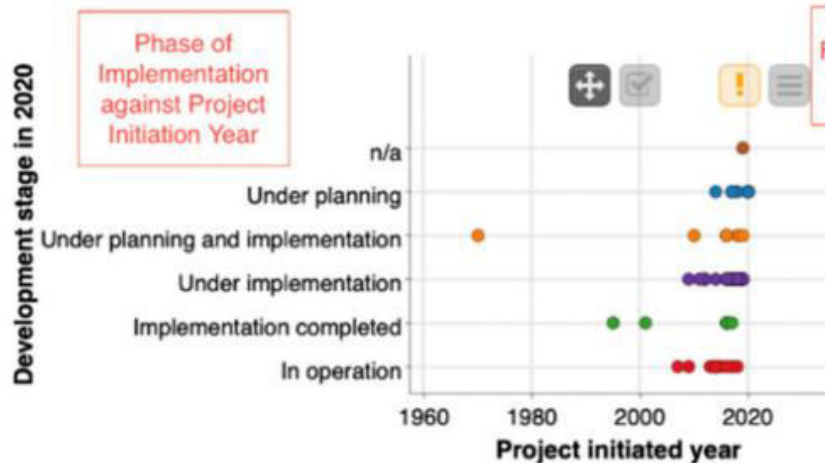 Phase of
Implementation
against Project
Initiation Year
Development stage in 2020
n/a
Under planning
Under planning and implementation
Under implementation
Implementation completed
In operation
1960
1980
2000
2020
Project initiated year